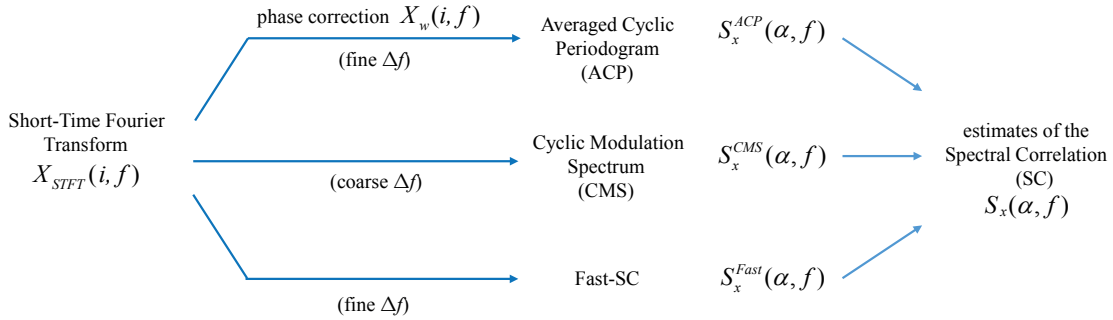 phase correction X_w(i, f)
(fine Δf)
Averaged Cyclic
Periodogram
(ACP)
S_x^{ACP}(α, f)
Short-Time Fourier
Transform
X_{STFT}(i, f)
(coarse Δf)
Cyclic Modulation
Spectrum
(CMS)
S_x^{CMS}(α, f)
estimates of the
Spectral Correlation
(SC)
S_x(α, f)
(fine Δf)
Fast-SC
S_x^{Fast}(α, f)